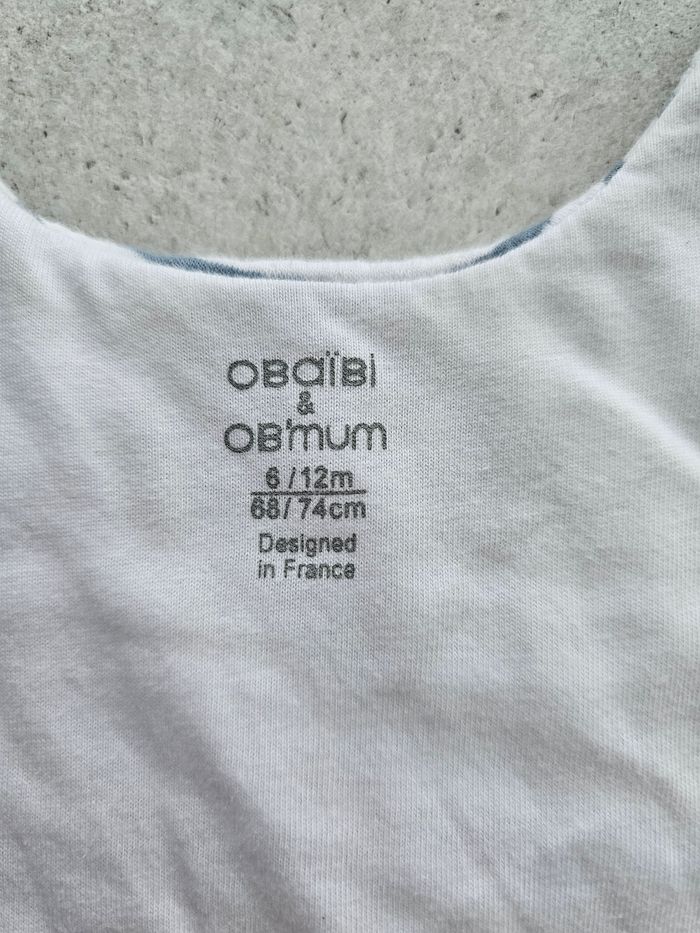 OBaïBi
&
OB'mum
6/12m
68/74cm
Designed
in France